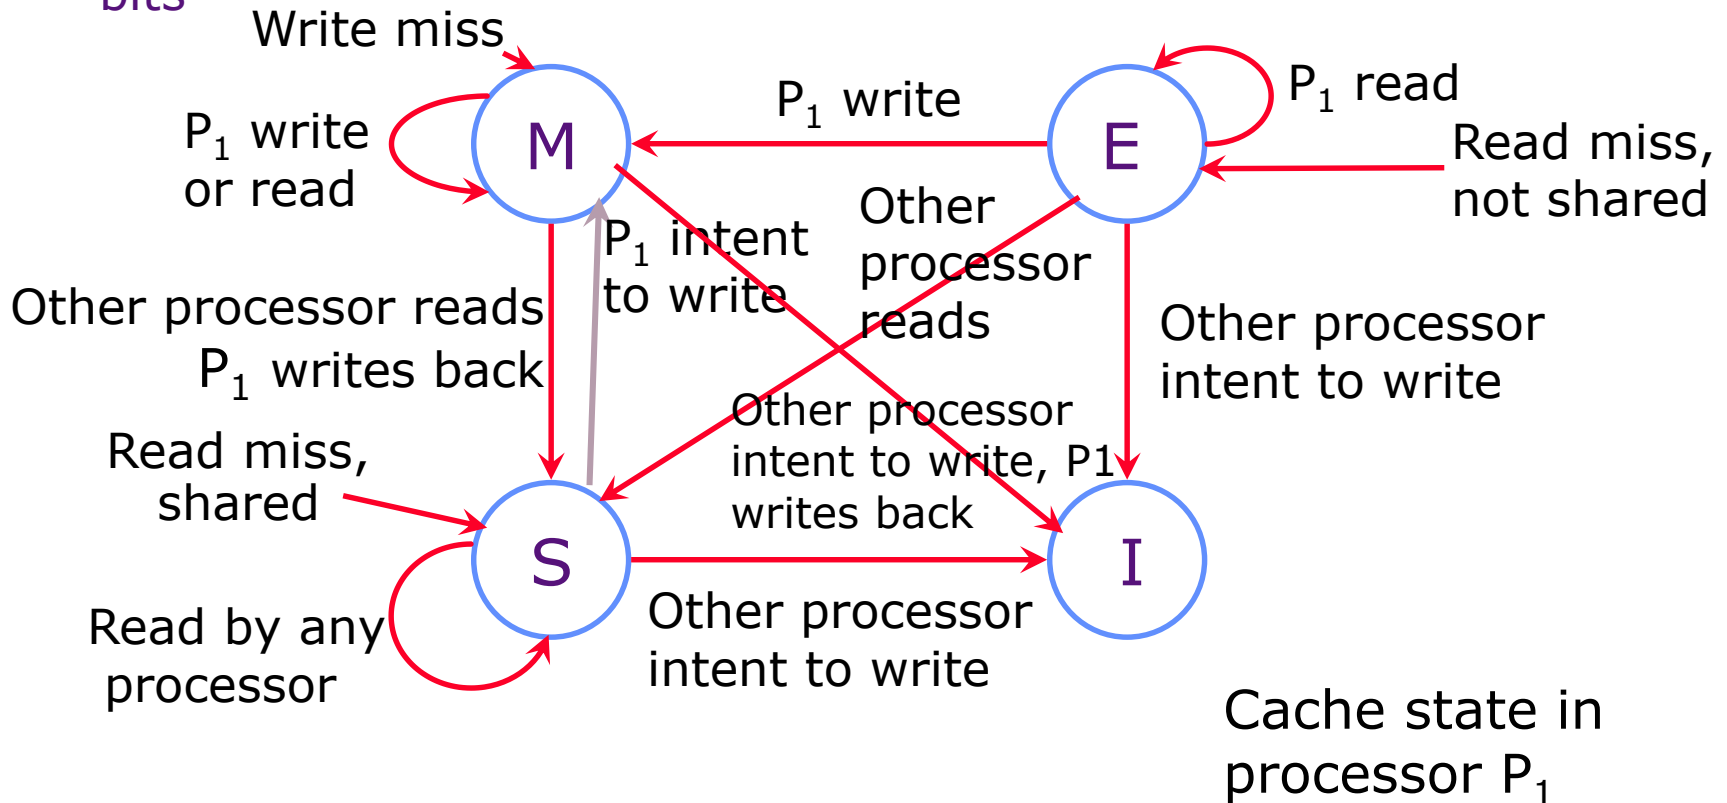 bits
Write miss
P1 write
or read
M
P1 write
E
P1 read
Read miss,
not shared
P1 intent
to write
Other
processor
reads
Other processor reads
P1 writes back
Other processor
intent to write
Other processor
intent to write, P1
writes back
Read miss,
shared
S
I
Read by any
processor
Other processor
intent to write
Cache state in
processor P1